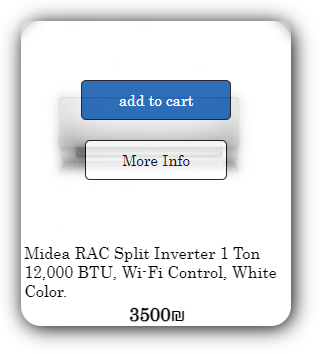 add to cart
More Info
Midea RAC Split Inverter 1 Ton
12,000 BTU, Wi-Fi Control, White
Color.
3500₪